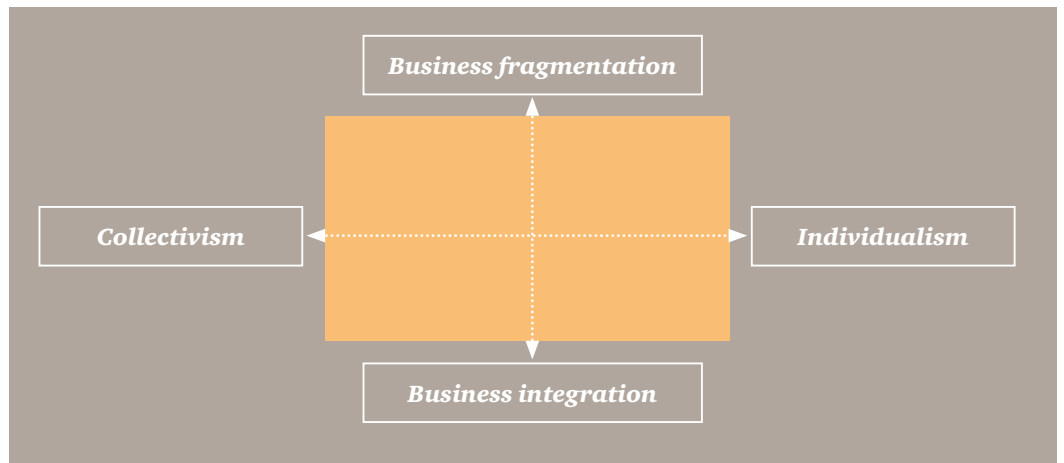 Business fragmentation
Collectivism
Individualism
Business integration